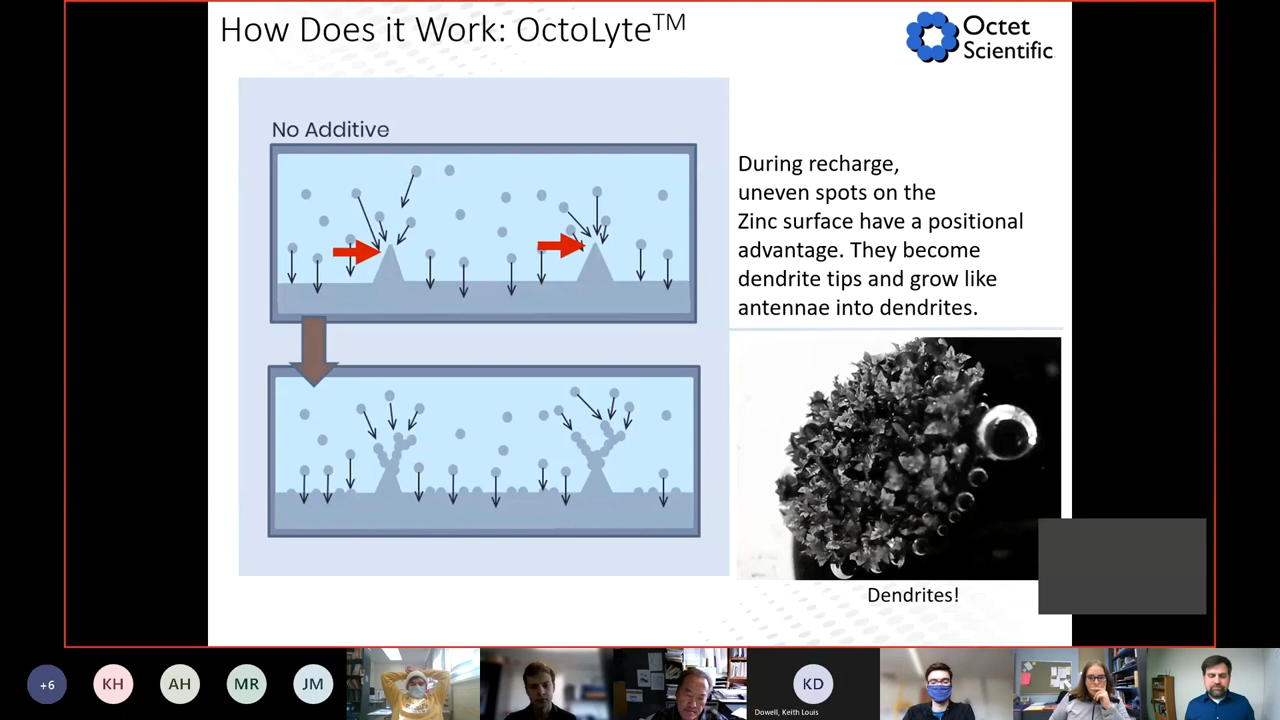 How Does it Work: OctoLyte™
Octet
Scientific
No Additive
During recharge,
uneven spots on the
Zinc surface have a positional
advantage. They become
dendrite tips and grow like
antennae into dendrites.
Dendrites!
+6
KH
AH
MR
JM
KD
Dowell, Keith Louis